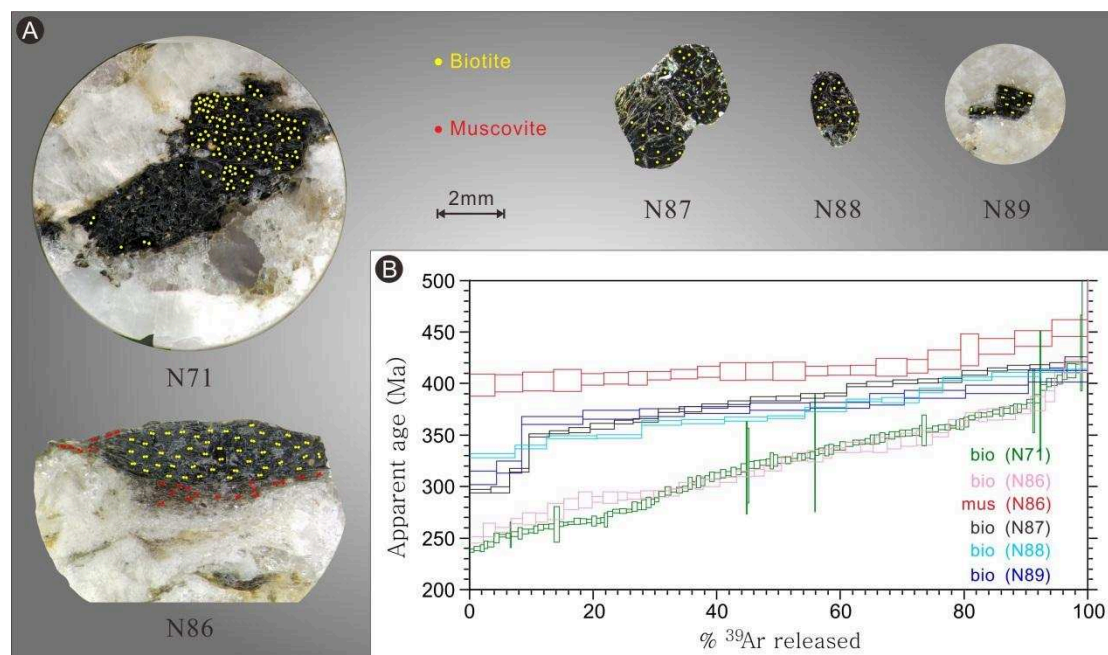 A
Biotite
Muscovite
2mm
N71
N87
N88
N89
N86
B
500
450
400
350
300
250
200
Apparent age (Ma)
bio (N71)
bio (N86)
mus (N86)
bio (N87)
bio (N88)
bio (N89)
0 20 40 60 80 100
% ³⁹Ar released